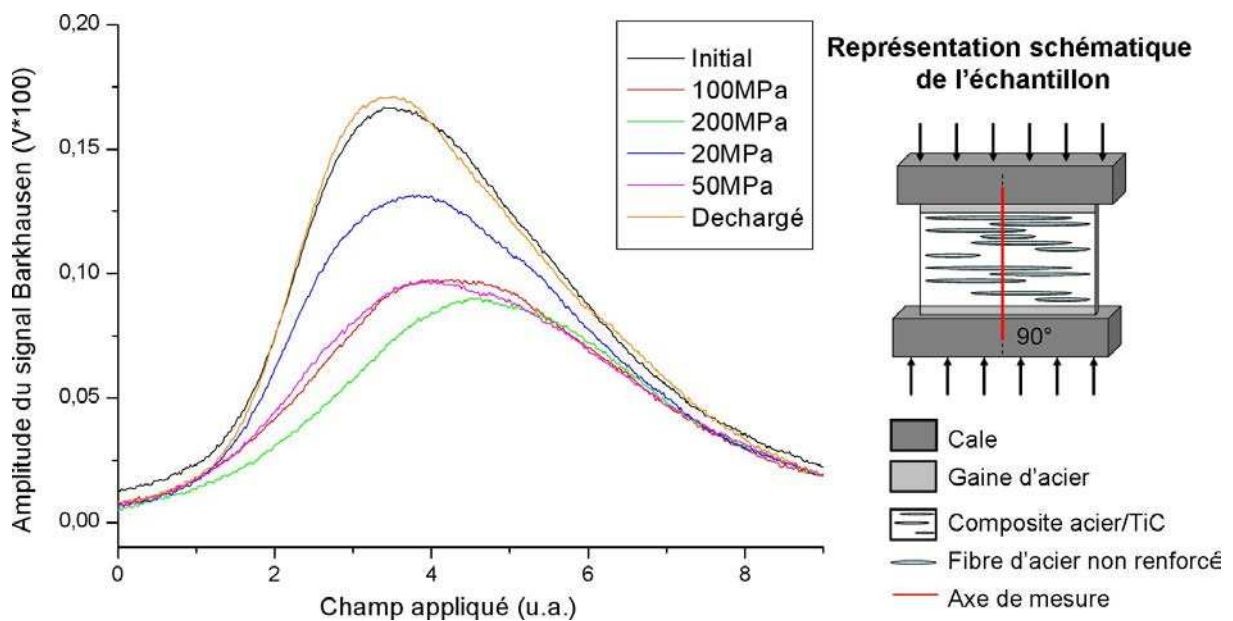 Amplitude du signal Barkhausen (V*100)
0,20
0,15
0,10
0,05
0,00
0
2
4
6
8
Champ appliqué (u.a.)
Initial
100MPa
200MPa
20MPa
50MPa
Dechargé
Représentation schématique
de l'échantillon
90°
Cale
Gaine d'acier
Composite acier/TiC
Fibre d'acier non renforcé
Axe de mesure